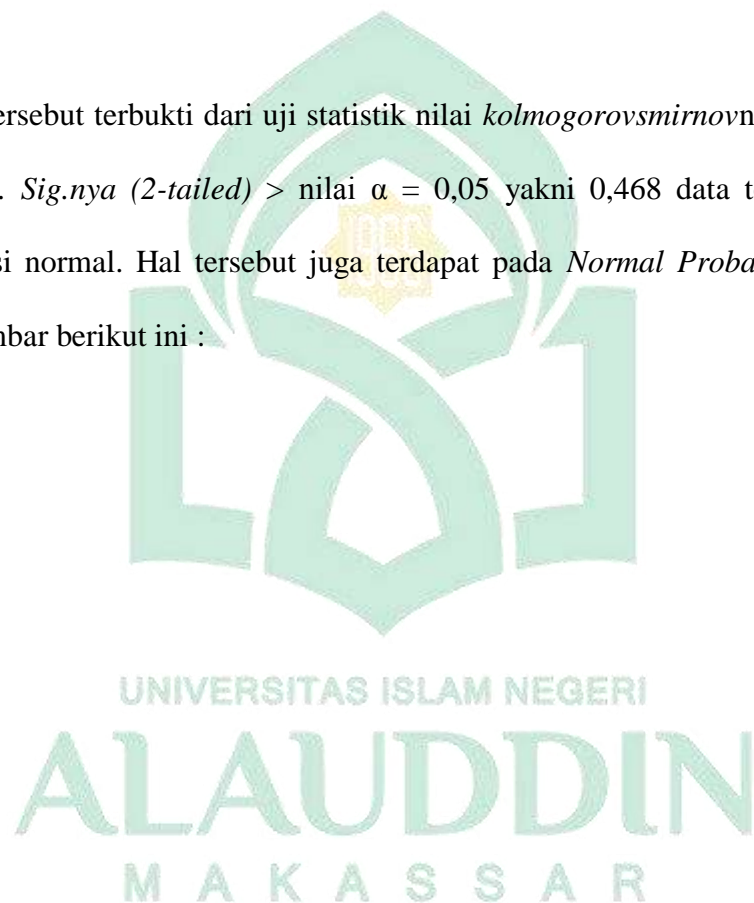 ersebut terbukti dari uji statistik nilai kolmogorovsmirnovn
. Sig.nya (2-tailed) > nilai α = 0,05 yakni 0,468 data t
si normal. Hal tersebut juga terdapat pada Normal Proba
nbar berikut ini :
UNIVERSITAS ISLAM NEGERI
ALAUDDIN
MAKASSAR